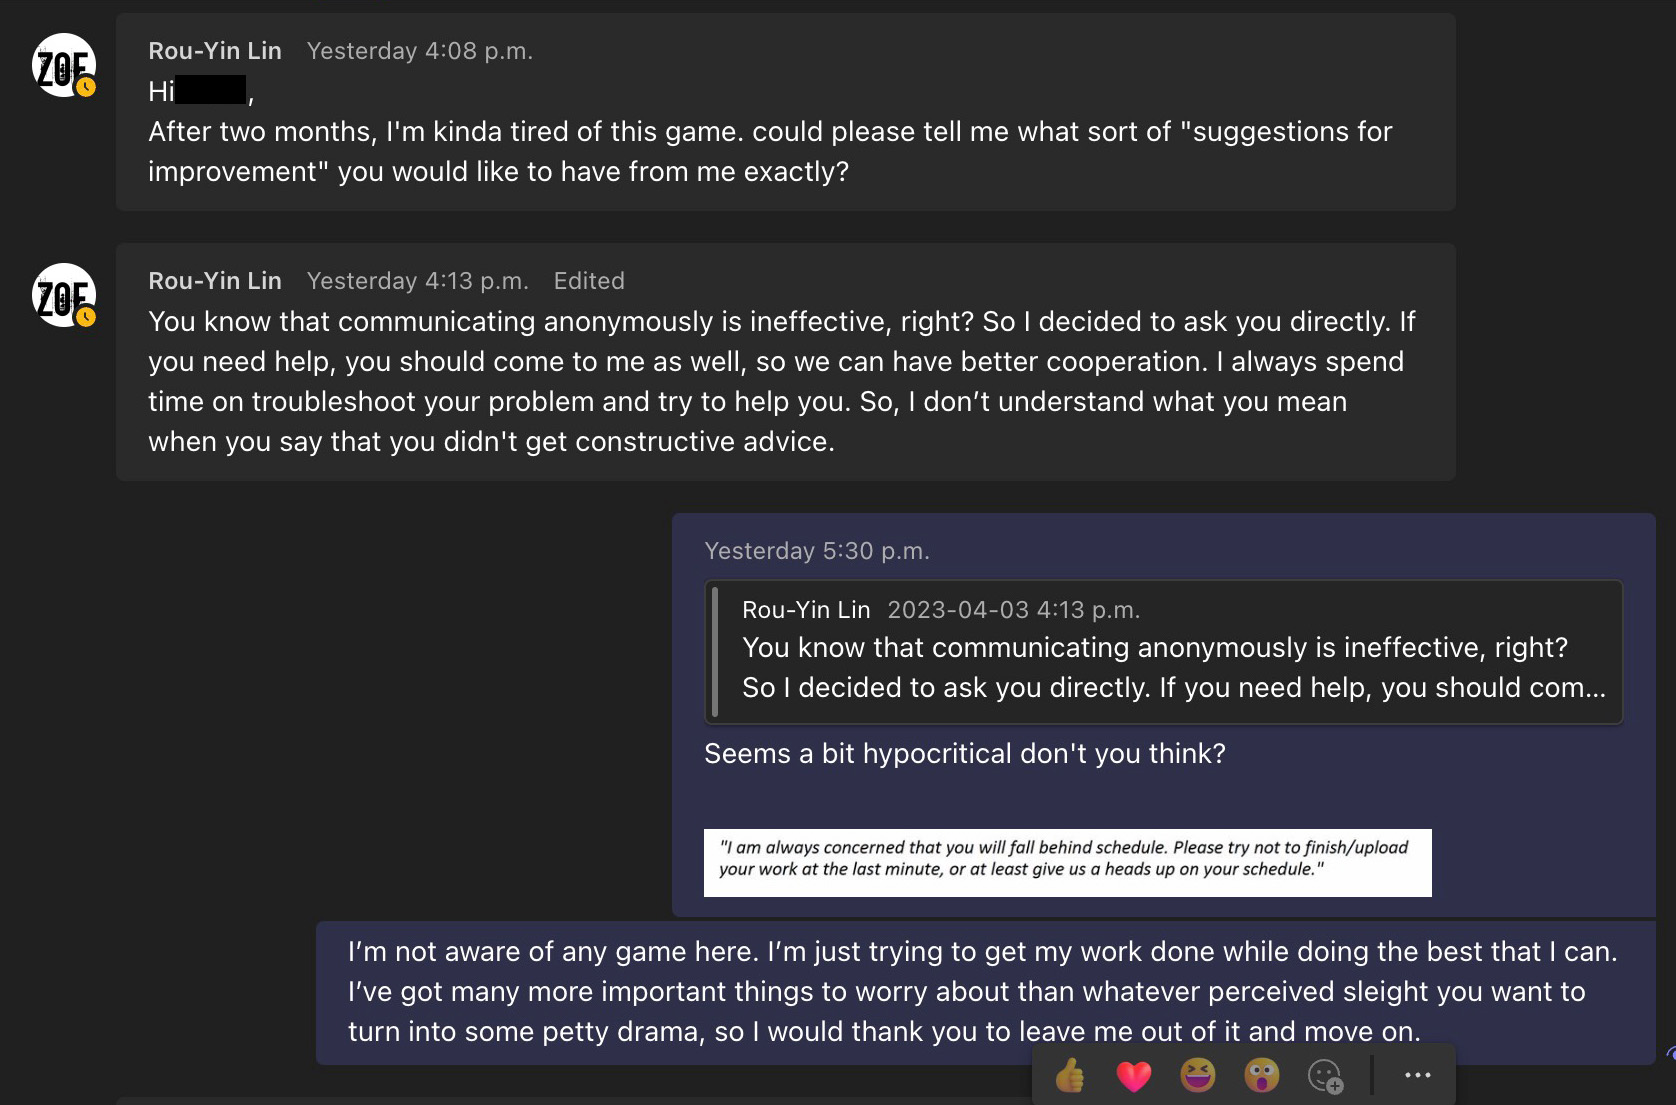 ZOE
Rou-Yin Lin Yesterday 4:08 p.m.
Hi ,
After two months, I'm kinda tired of this game. could please tell me what sort of "suggestions for
improvement" you would like to have from me exactly?
ZOE
Rou-Yin Lin Yesterday 4:13 p.m. Edited
You know that communicating anonymously is ineffective, right? So I decided to ask you directly. If
you need help, you should come to me as well, so we can have better cooperation. I always spend
time on troubleshoot your problem and try to help you. So, I don’t understand what you mean
when you say that you didn't get constructive advice.
Yesterday 5:30 p.m.
Rou-Yin Lin 2023-04-03 4:13 p.m.
You know that communicating anonymously is ineffective, right?
So I decided to ask you directly. If you need help, you should com...
Seems a bit hypocritical don't you think?
"I am always concerned that you will fall behind schedule. Please try not to finish/upload
your work at the last minute, or at least give us a heads up on your schedule."
I’m not aware of any game here. I’m just trying to get my work done while doing the best that I can.
I’ve got many more important things to worry about than whatever perceived sleight you want to
turn into some petty drama, so I would thank you to leave me out of it and move on.